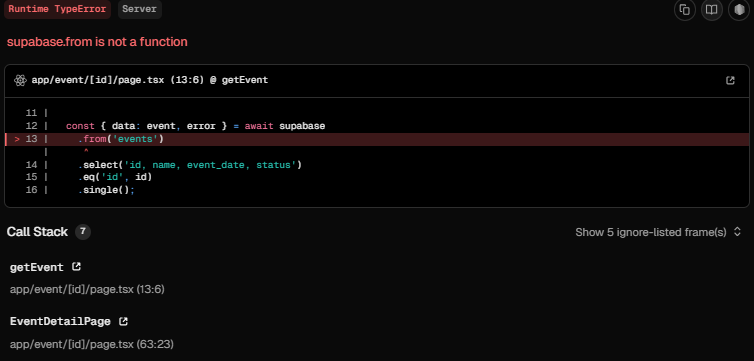 Runtime TypeError Server
supabase.from is not a function
app/event/[id]/page.tsx (13:6) @ getEvent
11 |
12 | const { data: event, error } = await supabase
> 13 | .from('events')
| ^
14 | .select('id, name, event_date, status')
15 | .eq('id', id)
16 | .single();
Call Stack 7
Show 5 ignore-listed frame(s)
getEvent
app/event/[id]/page.tsx (13:6)
EventDetailPage
app/event/[id]/page.tsx (63:23)